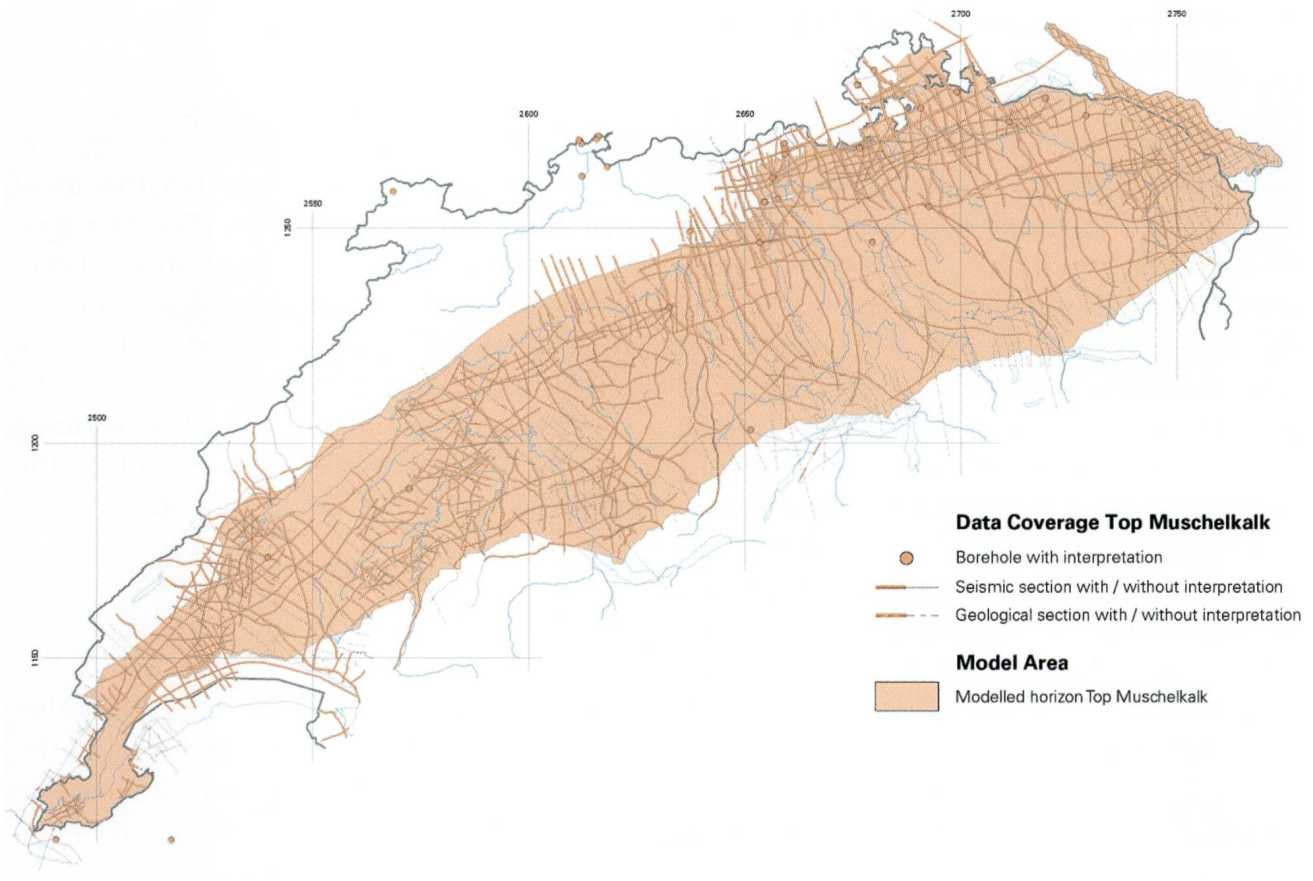 2700
2750
2600
2650
2550
1250
2500
1200
Data Coverage Top Muschelkalk
Borehole with interpretation
Seismic section with / without interpretation
Geological section with / without interpretation
1150
Model Area
Modelled horizon Top Muschelkalk